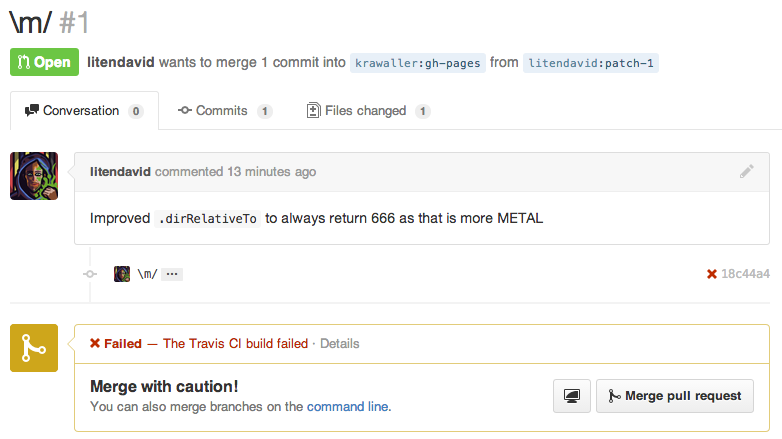 \m/ #1
Open litendavid wants to merge 1 commit into krawaller:gh-pages from litendavid:patch-1
Conversation 0 Commits 1 Files changed 1
litendavid commented 13 minutes ago
Improved .dirRelativeTo to always return 666 as that is more METAL
\m/ ... 18c44a4
Failed — The Travis CI build failed · Details
Merge with caution!
You can also merge branches on the command line.
Merge pull request